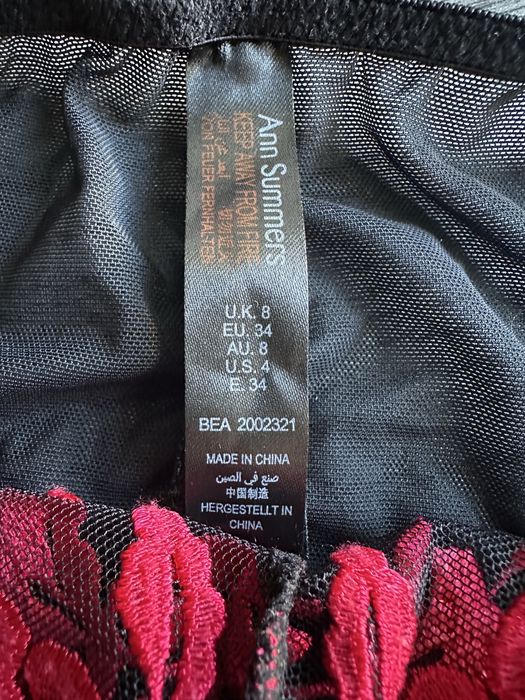 Ann Summers
KEEP AWAY FROM FIRE
VON FEUER FERNHALTEN
U.K. 8
EU. 34
AU. 8
U.S. 4
E. 34
BEA 2002321
MADE IN CHINA
صنع في الصين
中国制造
HERGESTELLT IN
CHINA